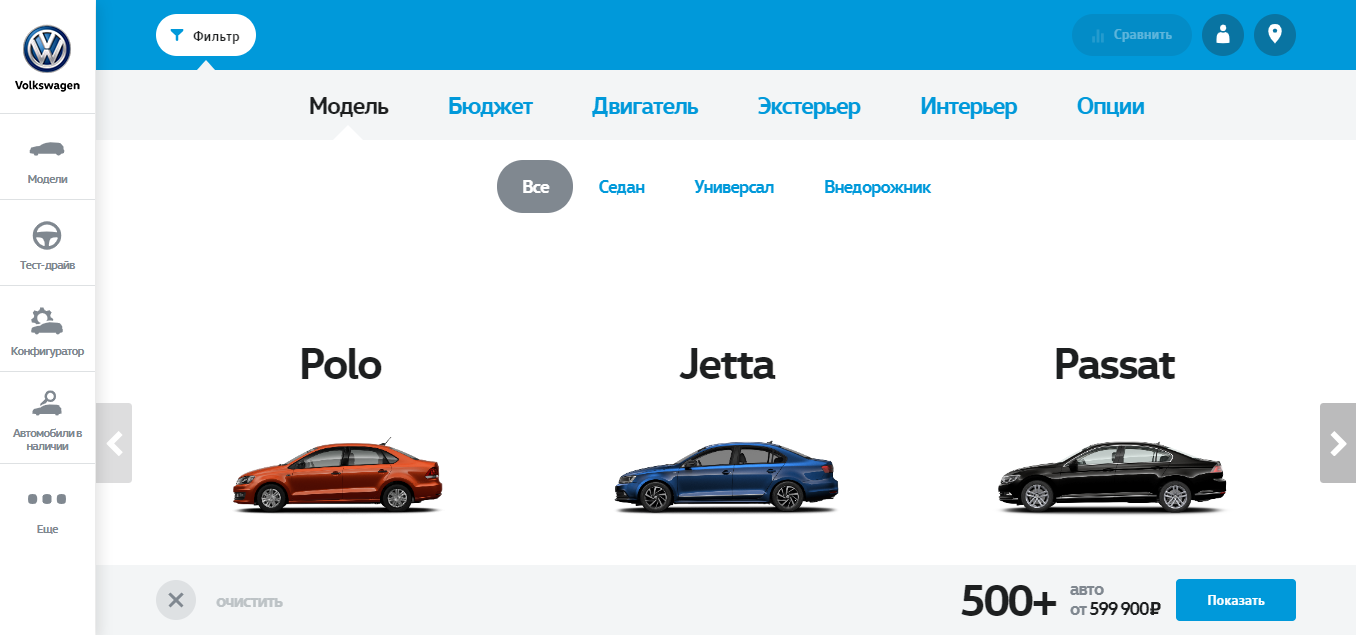 Volkswagen
Модели
Тест-драйв
Конфигуратор
Автомобили в
наличии
Еще
Фильтр
Сравнить
Модель Бюджет Двигатель Экстерьер Интерьер Опции
Все Седан Универсал Внедорожник
Polo Jetta Passat
очистить
500+
авто
от 599 900₽
Показать